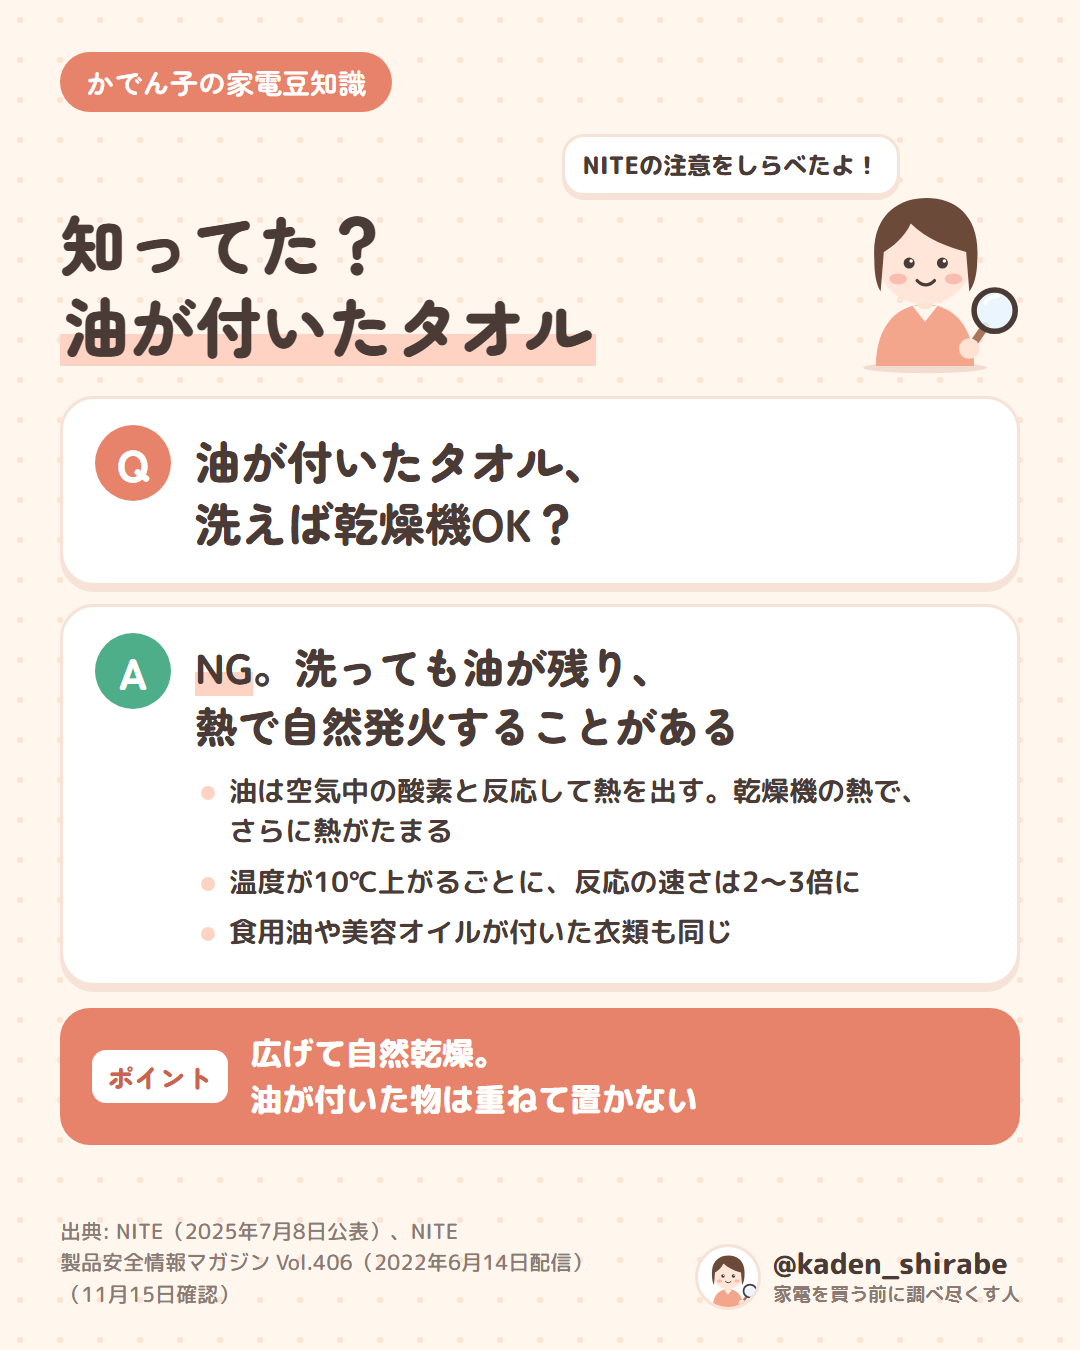 かでん子の家電豆知識
NITEの注意をしらべたよ！
知ってた？
油が付いたタオル
Q
油が付いたタオル、
洗えば乾燥機OK？
A
NG。洗っても油が残り、
熱で自然発火することがある
油は空気中の酸素と反応して熱を出す。乾燥機の熱で、
さらに熱がたまる
温度が10℃上がるごとに、反応の速さは2〜3倍に
食用油や美容オイルが付いた衣類も同じ
ポイント
広げて自然乾燥。
油が付いた物は重ねて置かない
出典: NITE（2025年7月8日公表）、NITE
製品安全情報マガジン Vol.406（2022年6月14日配信）
（11月15日確認）
@kaden_shirabe
家電を買う前に調べ尽くす人